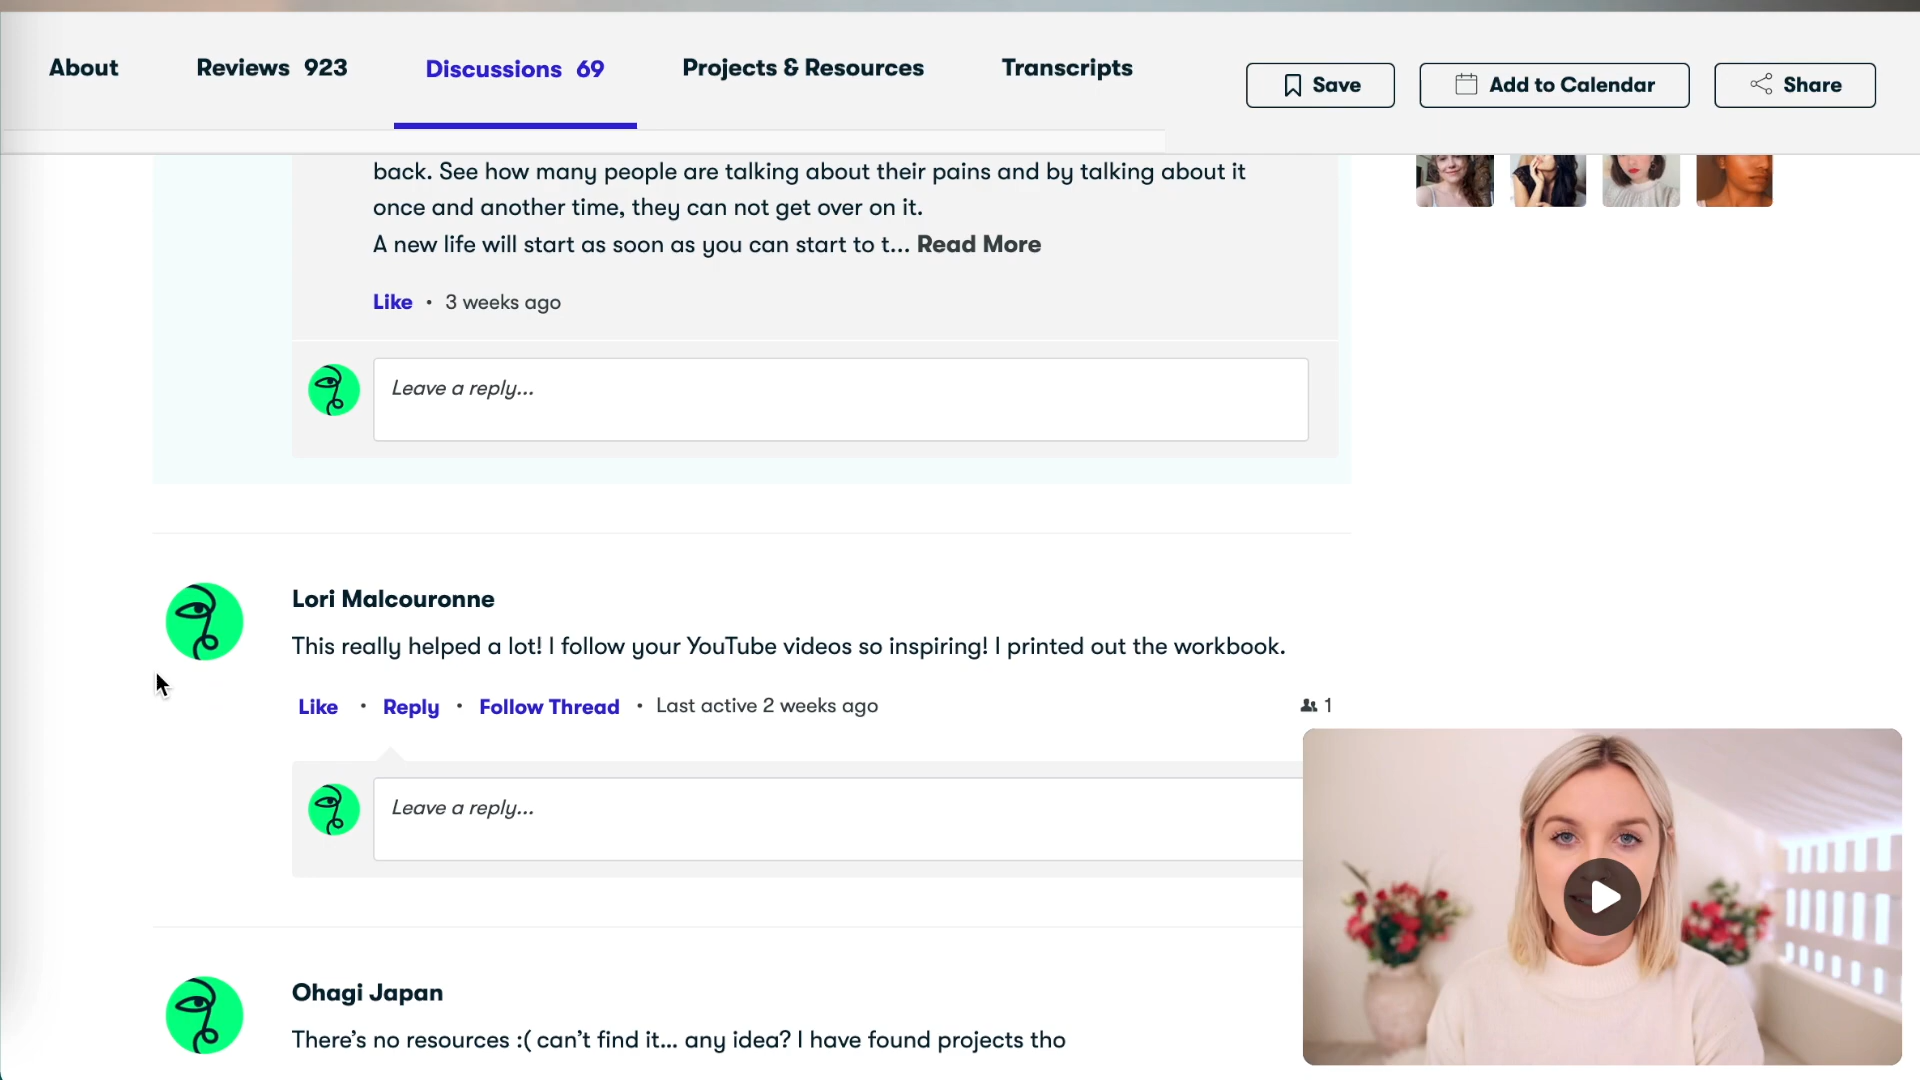 About Reviews 923 Discussions 69 Projects & Resources Transcripts Save Add to Calendar Share
back. See how many people are talking about their pains and by talking about it
once and another time, they can not get over on it.
A new life will start as soon as you can start to t... Read More
Like • 3 weeks ago
Leave a reply...
Lori Malcouronne
This really helped a lot! I follow your YouTube videos so inspiring! I printed out the workbook.
Like • Reply • Follow Thread • Last active 2 weeks ago 1
Leave a reply...
Ohagi Japan
There's no resources :( can't find it... any idea? I have found projects tho